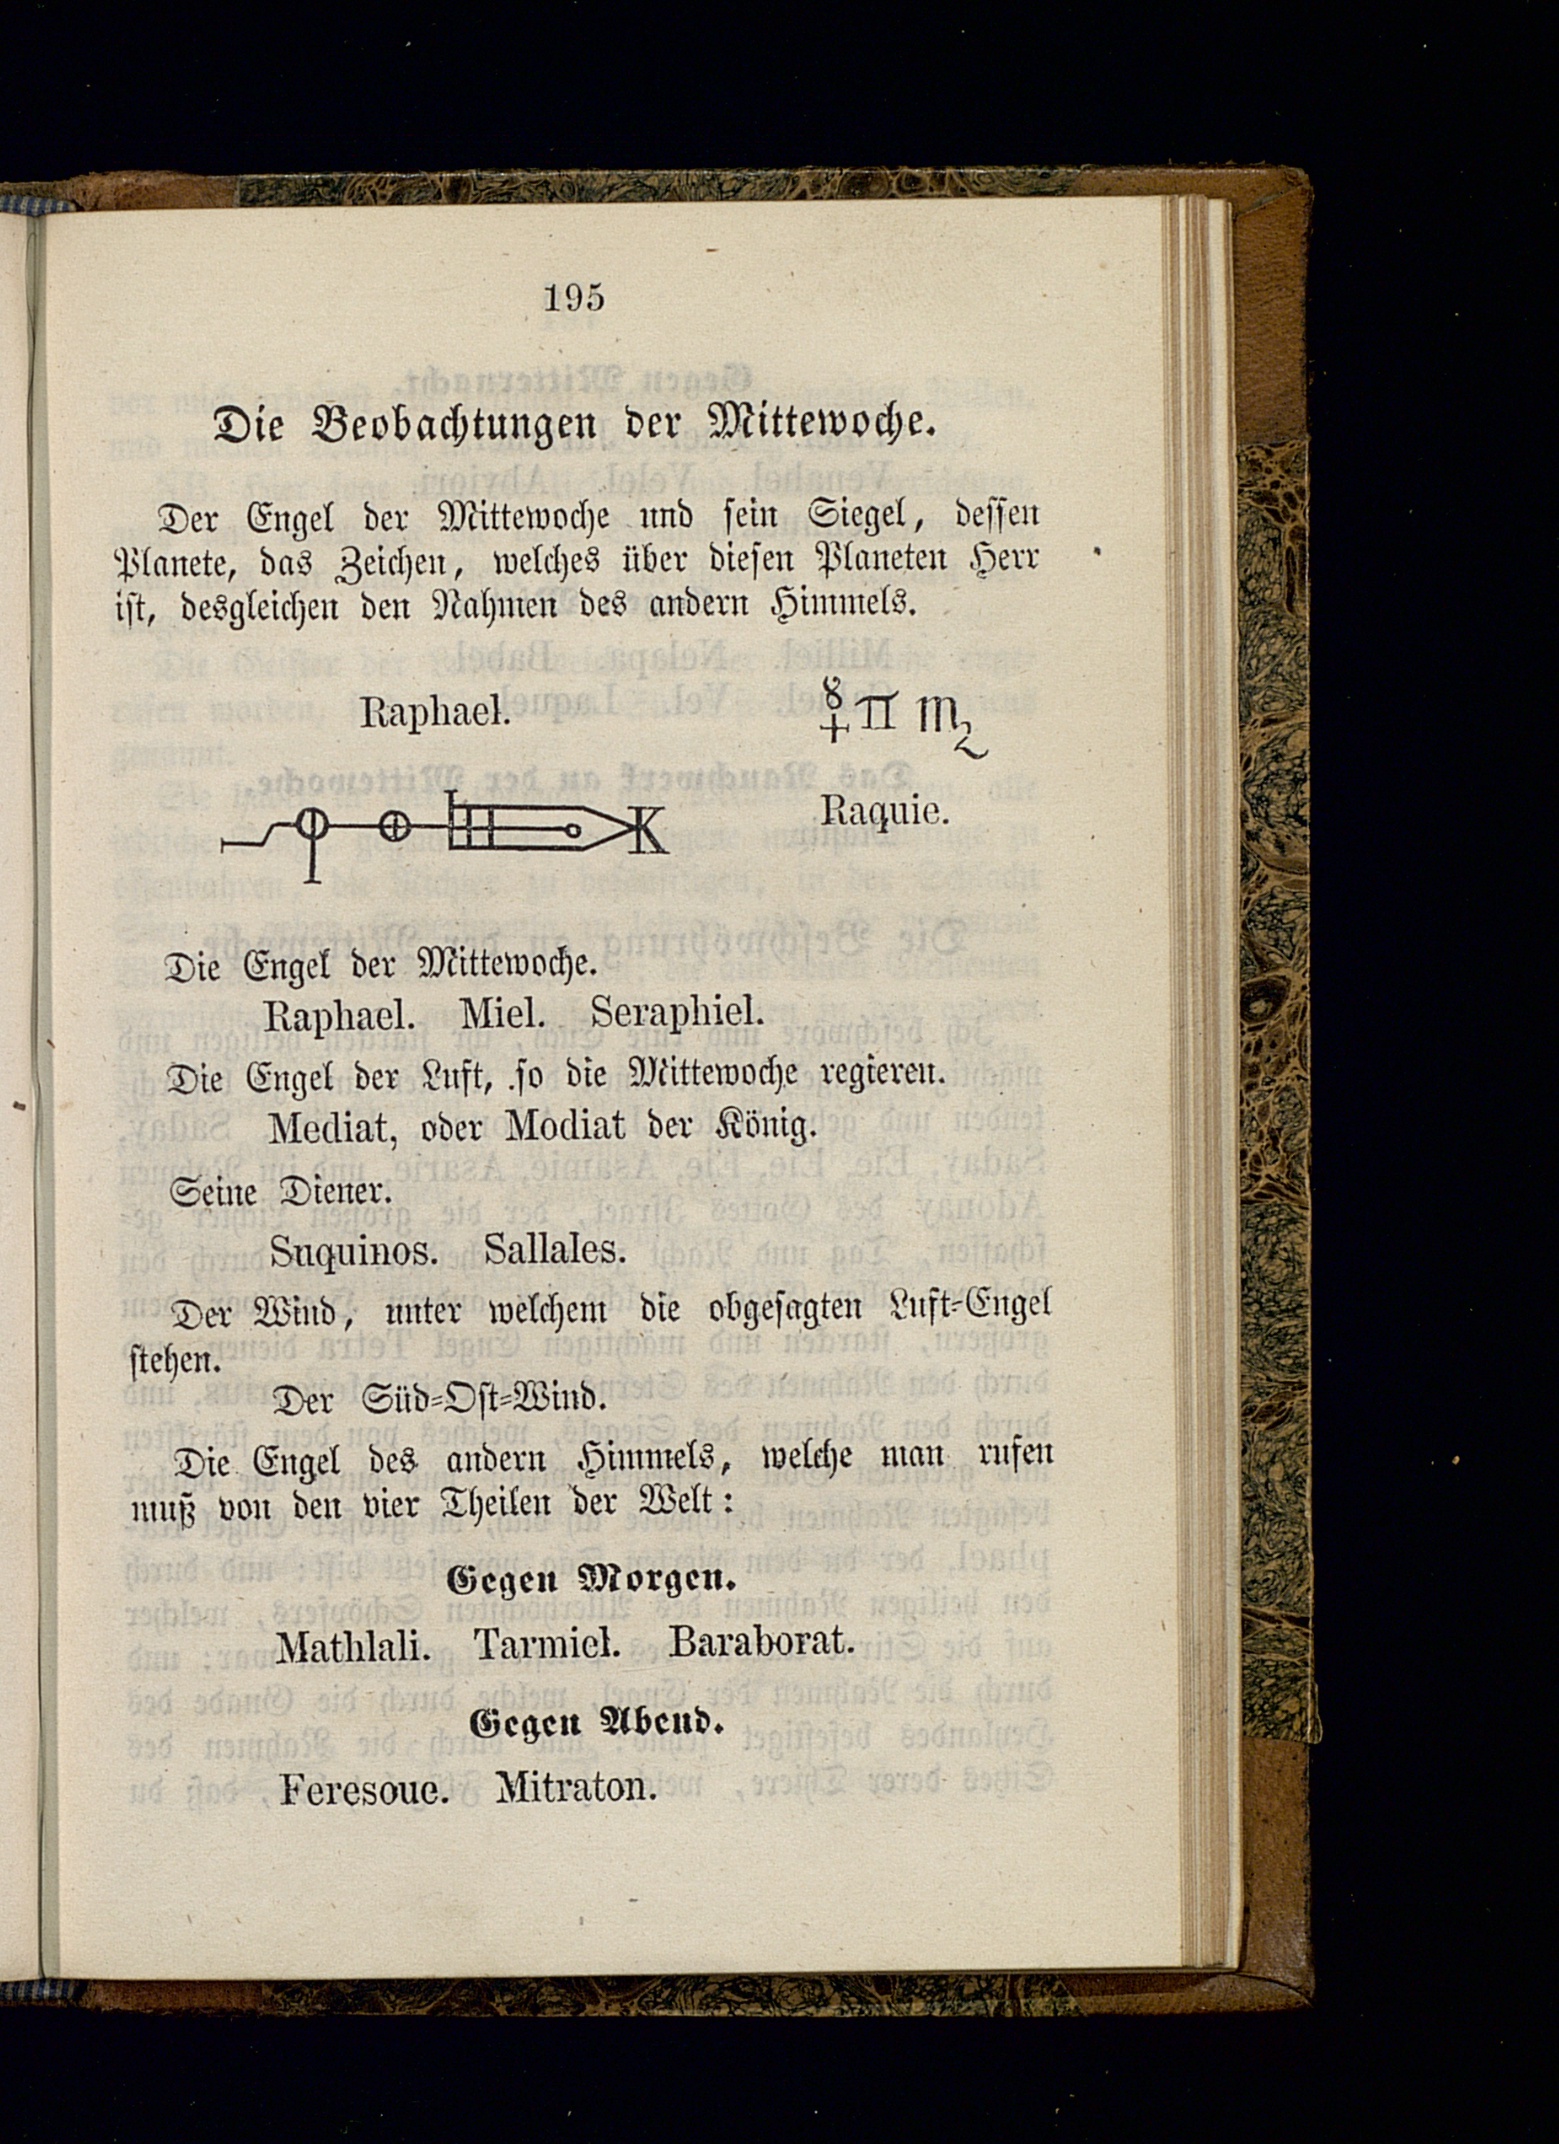 195
Die Beobachtungen der Mittewoche.
Der Engel der Mittewoche und sein Siegel, dessen
Planete, das Zeichen, welches über diesen Planeten Herr
ist, desgleichen den Nahmen des andern Himmels.
Raphael. ☿ ♊ ♍
Raquie.
Die Engel der Mittewoche.
Raphael. Miel. Seraphiel.
Die Engel der Luft, so die Mittewoche regieren.
Mediat, oder Modiat der König.
Seine Diener.
Suquinos. Sallales.
Der Wind, unter welchem die obgesagten Luft-Engel
stehen.
Der Süd-Ost-Wind.
Die Engel des andern Himmels, welche man rufen
muß von den vier Theilen der Welt:
Gegen Morgen.
Mathlali. Tarmiel. Baraborat.
Gegen Abend.
Feresoue. Mitraton.